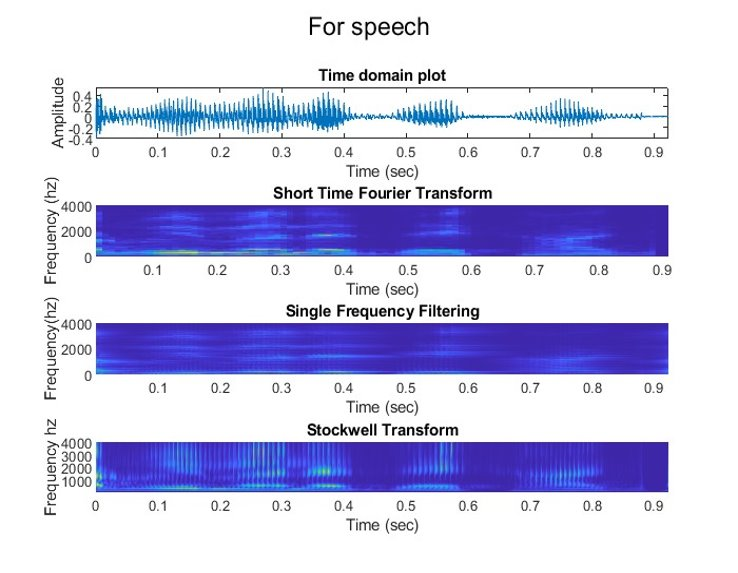 For speech
Time domain plot
Amplitude
0.4
0.2
0
-0.2
-0.4
0 0.1 0.2 0.3 0.4 0.5 0.6 0.7 0.8 0.9
Time (sec)
Short Time Fourier Transform
Frequency (hz)
4000
2000
0
0.1 0.2 0.3 0.4 0.5 0.6 0.7 0.8 0.9
Time (sec)
Single Frequency Filtering
Frequency(hz)
4000
2000
0
0.1 0.2 0.3 0.4 0.5 0.6 0.7 0.8 0.9
Time (sec)
Stockwell Transform
Frequency hz
4000
3000
2000
1000
0 0.1 0.2 0.3 0.4 0.5 0.6 0.7 0.8 0.9
Time (sec)